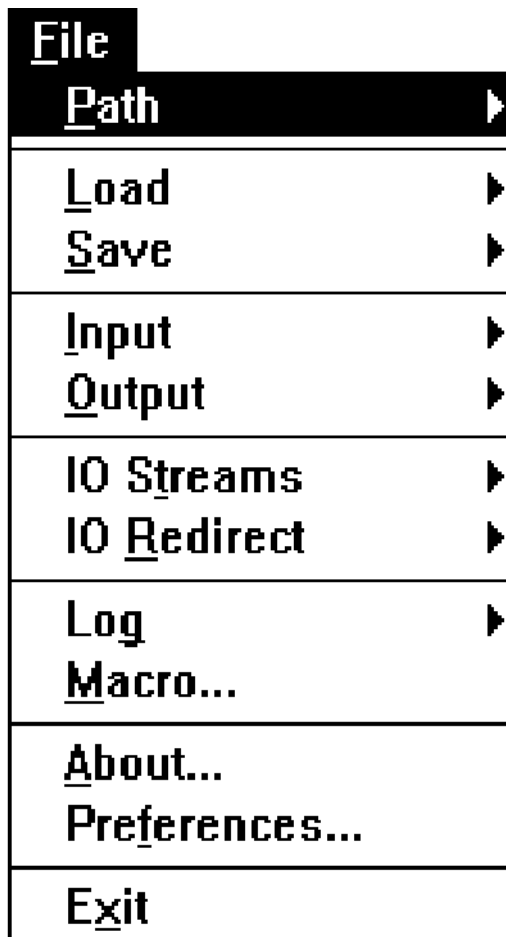 File
Path
Load
Save
Input
Output
IO Streams
IO Redirect
Log
Macro...
About...
Preferences...
Exit